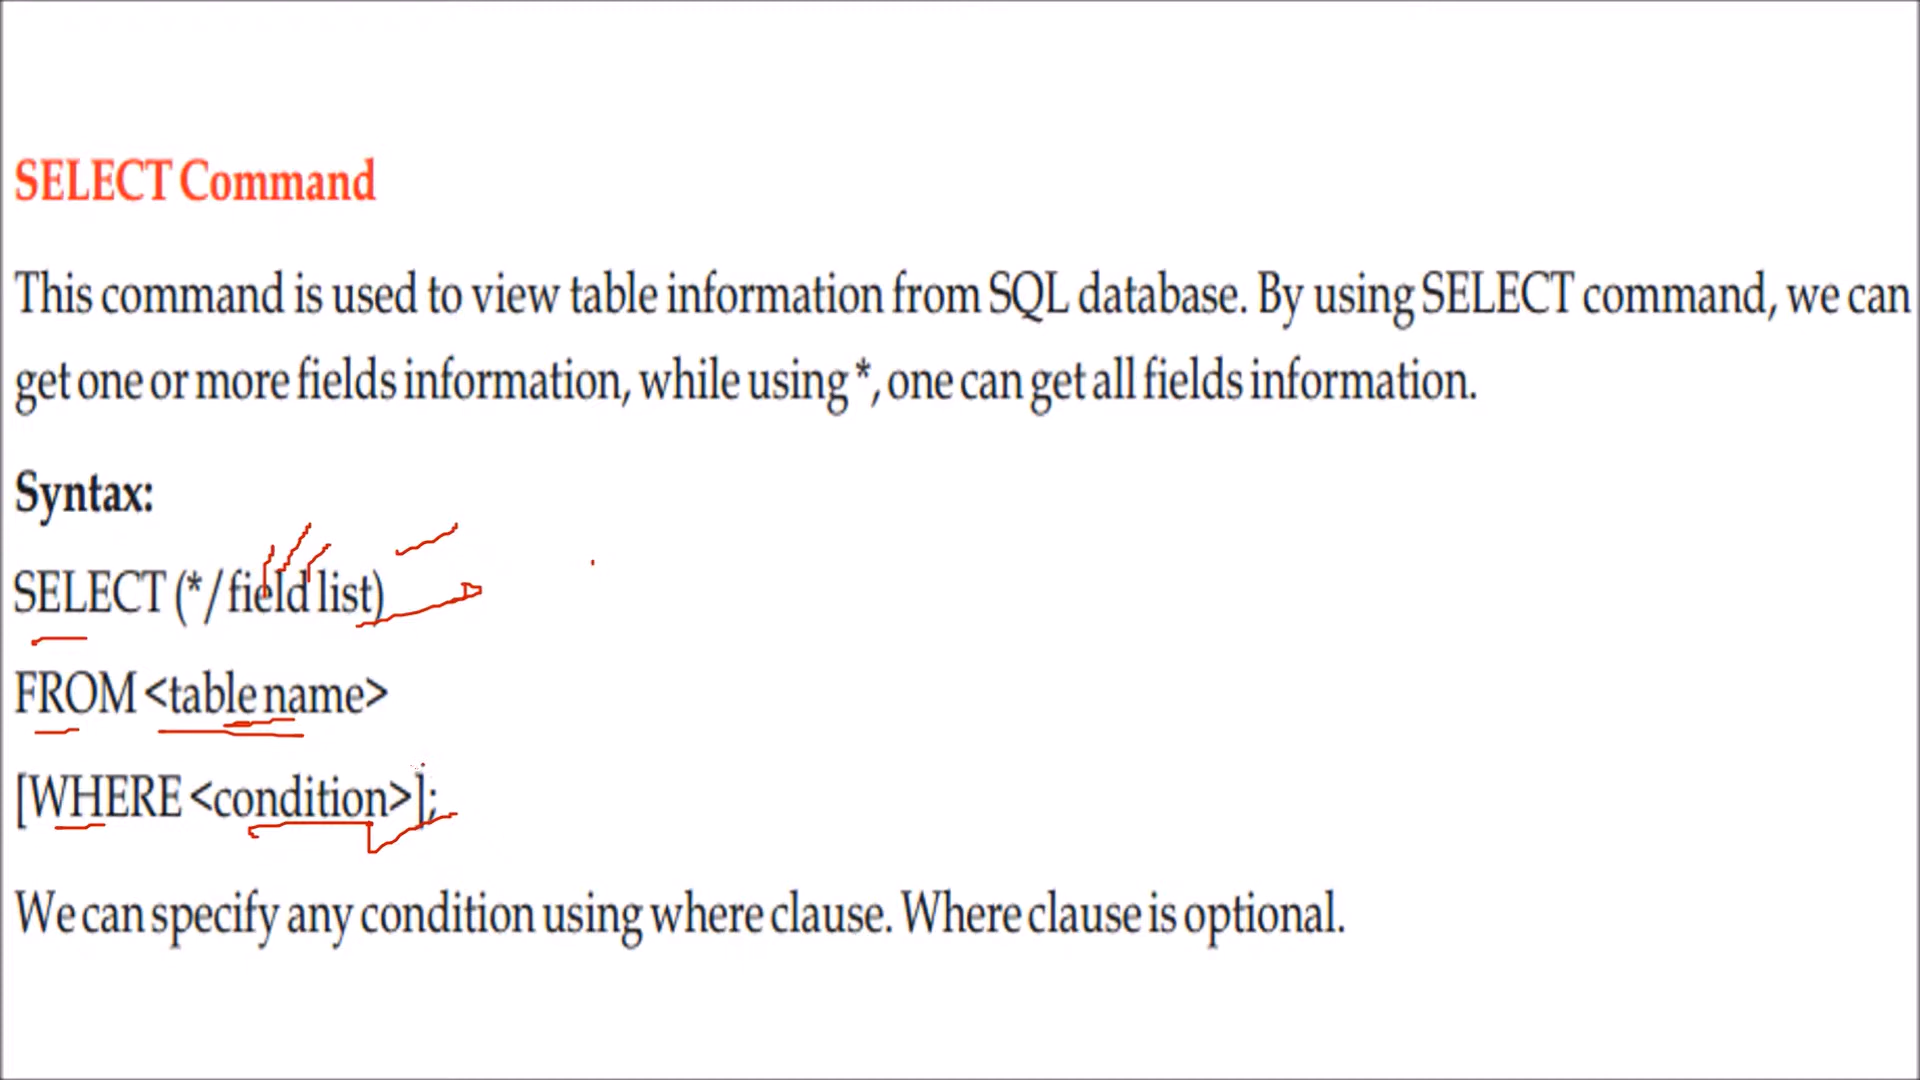 SELECT Command
This command is used to view table information from SQL database. By using SELECT command, we can
get one or more fields information, while using *, one can get all fields information.
Syntax:
SELECT (*/field list)
FROM <table name>
[WHERE <condition>];
We can specify any condition using where clause. Where clause is optional.